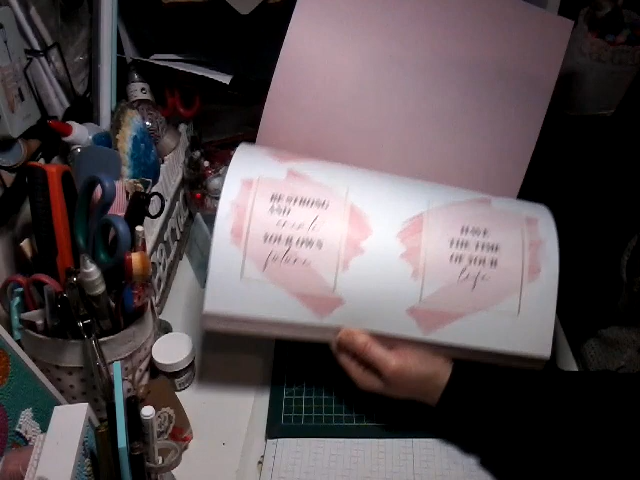 BE STRONG
AND
create
YOUR OWN
future
HAVE
THE TIME
OF YOUR
life